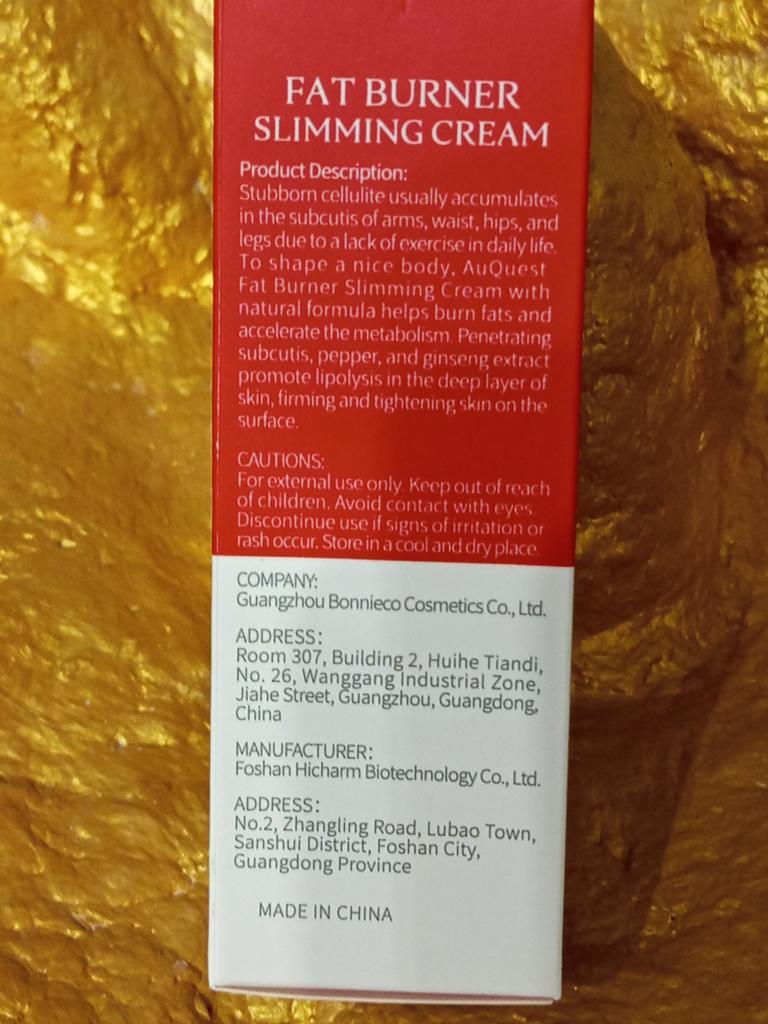 FAT BURNER
SLIMMING CREAM
Product Description:
Stubborn cellulite usually accumulates
in the subcutis of arms, waist, hips, and
legs due to a lack of exercise in daily life.
To shape a nice body, AuQuest
Fat Burner Slimming Cream with
natural formula helps burn fats and
accelerate the metabolism. Penetrating
subcutis, pepper, and ginseng extract
promote lipolysis in the deep layer of
skin, firming and tightening skin on the
surface.
CAUTIONS:
For external use only. Keep out of reach
of children. Avoid contact with eyes.
Discontinue use if signs of irritation or
rash occur. Store in a cool and dry place.
COMPANY:
Guangzhou Bonnieco Cosmetics Co., Ltd.
ADDRESS:
Room 307, Building 2, Huihe Tiandi,
No. 26, Wanggang Industrial Zone,
Jiahe Street, Guangzhou, Guangdong,
China
MANUFACTURER:
Foshan Hicharm Biotechnology Co., Ltd.
ADDRESS:
No.2, Zhangling Road, Lubao Town,
Sanshui District, Foshan City,
Guangdong Province
MADE IN CHINA